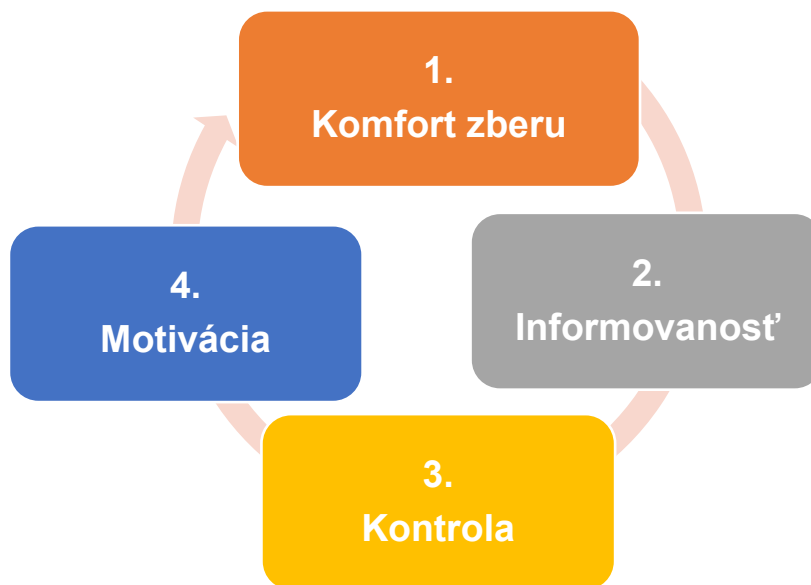 1.
Komfort zberu
2.
Informovanosť
3.
Kontrola
4.
Motivácia